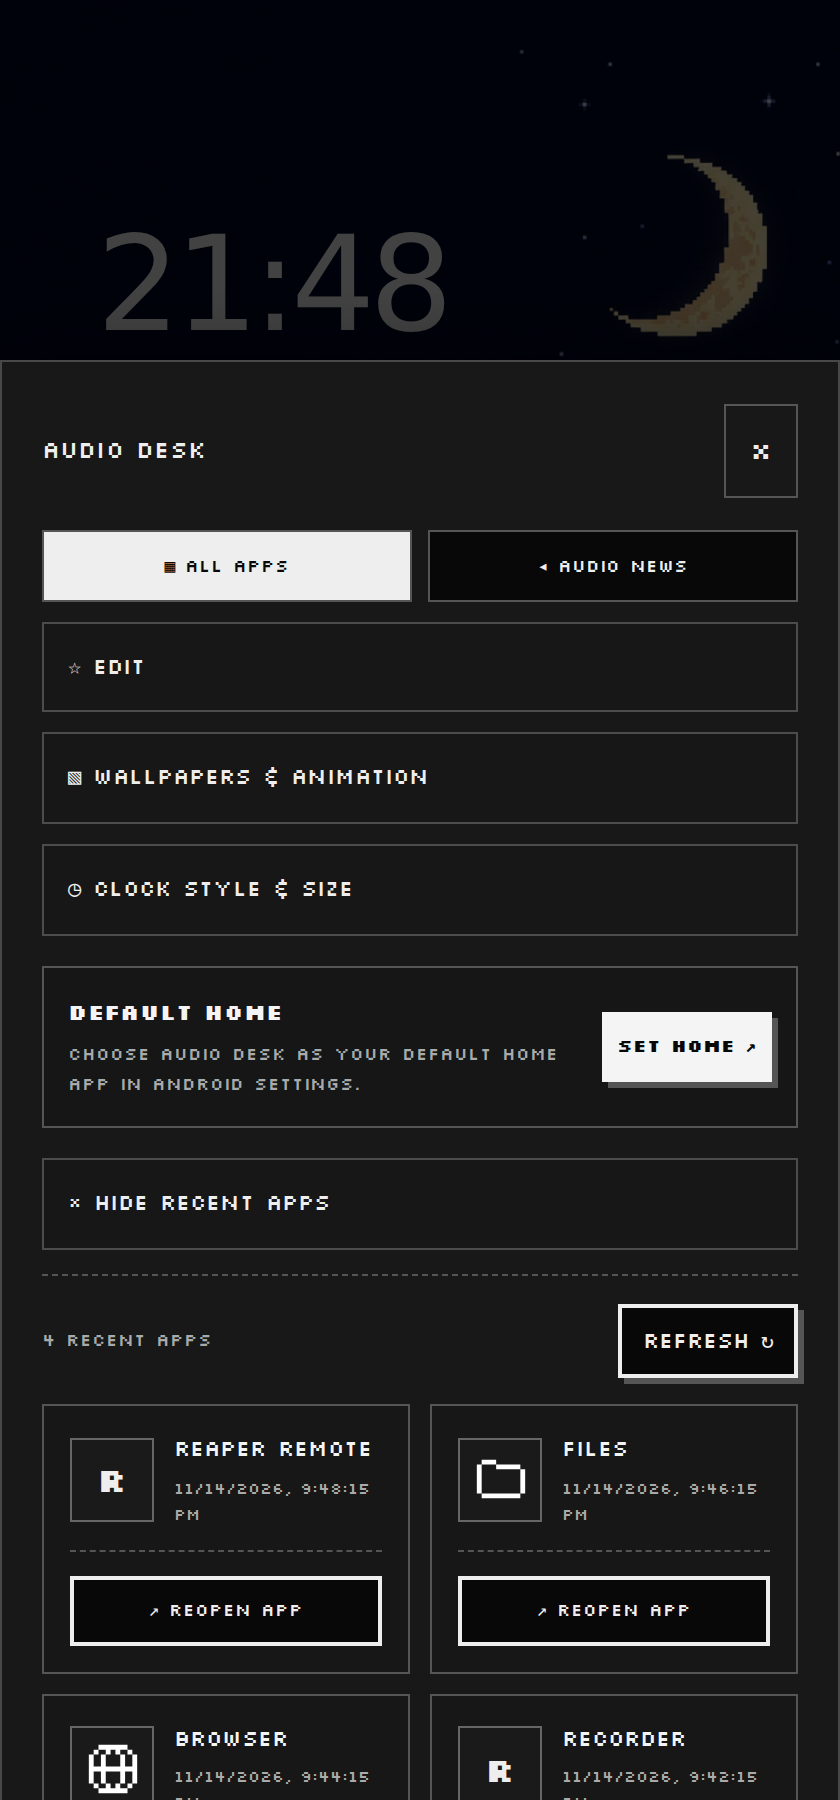 21:48
AUDIO DESK
×
▦ ALL APPS
◂ AUDIO NEWS
☆ EDIT
▧ WALLPAPERS & ANIMATION
◷ CLOCK STYLE & SIZE
DEFAULT HOME
CHOOSE AUDIO DESK AS YOUR DEFAULT HOME
APP IN ANDROID SETTINGS.
SET HOME ↗
× HIDE RECENT APPS
4 RECENT APPS
REFRESH ↻
R
REAPER REMOTE
11/14/2026, 9:48:15
PM
↗ REOPEN APP
FILES
11/14/2026, 9:46:15
PM
↗ REOPEN APP
BROWSER
11/14/2026, 9:44:15
R
RECORDER
11/14/2026, 9:42:15